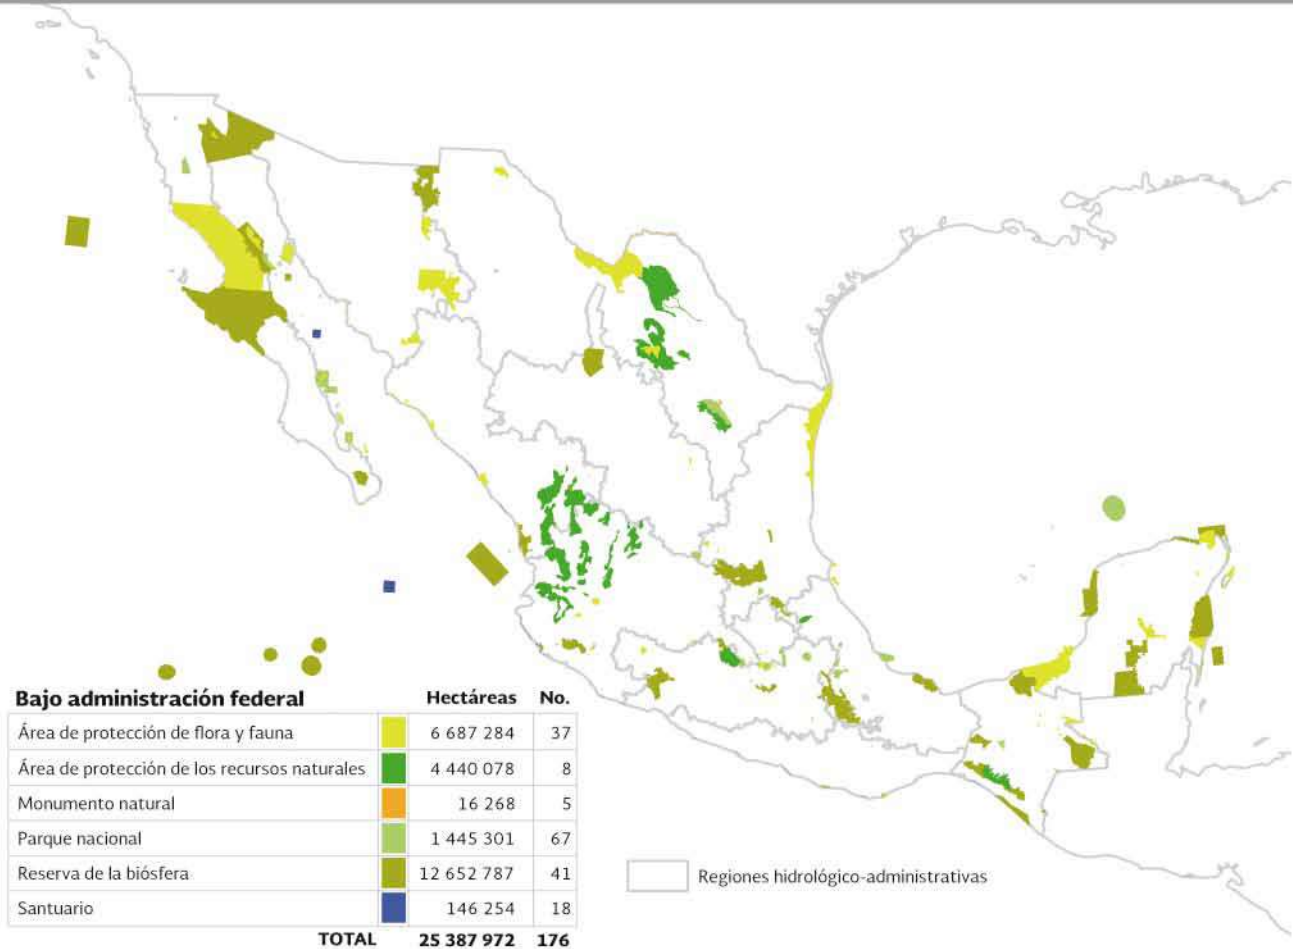 Bajo administración federal Hectáreas No.
Área de protección de flora y fauna 6 687 284 37
Área de protección de los recursos naturales 4 440 078 8
Monumento natural 16 268 5
Parque nacional 1 445 301 67
Reserva de la biósfera 12 652 787 41
Santuario 146 254 18
TOTAL 25 387 972 176
Regiones hidrológico-administrativas